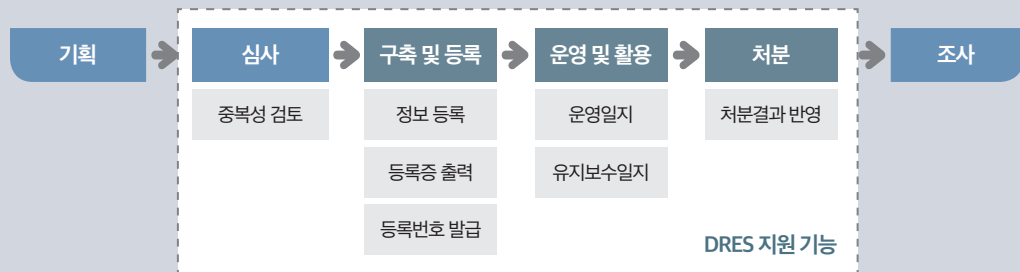 기획
심사
구축 및 등록
운영 및 활용
처분
조사
중복성 검토
정보 등록
운영일지
처분결과 반영
등록증 출력
유지보수일지
등록번호 발급
DRES 지원 기능